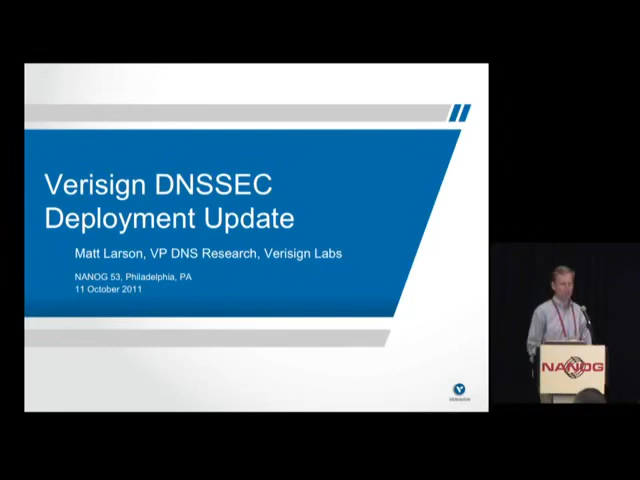 Verisign DNSSEC
Deployment Update
Matt Larson, VP DNS Research, Verisign Labs
NANOG 53, Philadelphia, PA
11 October 2011
NANOG